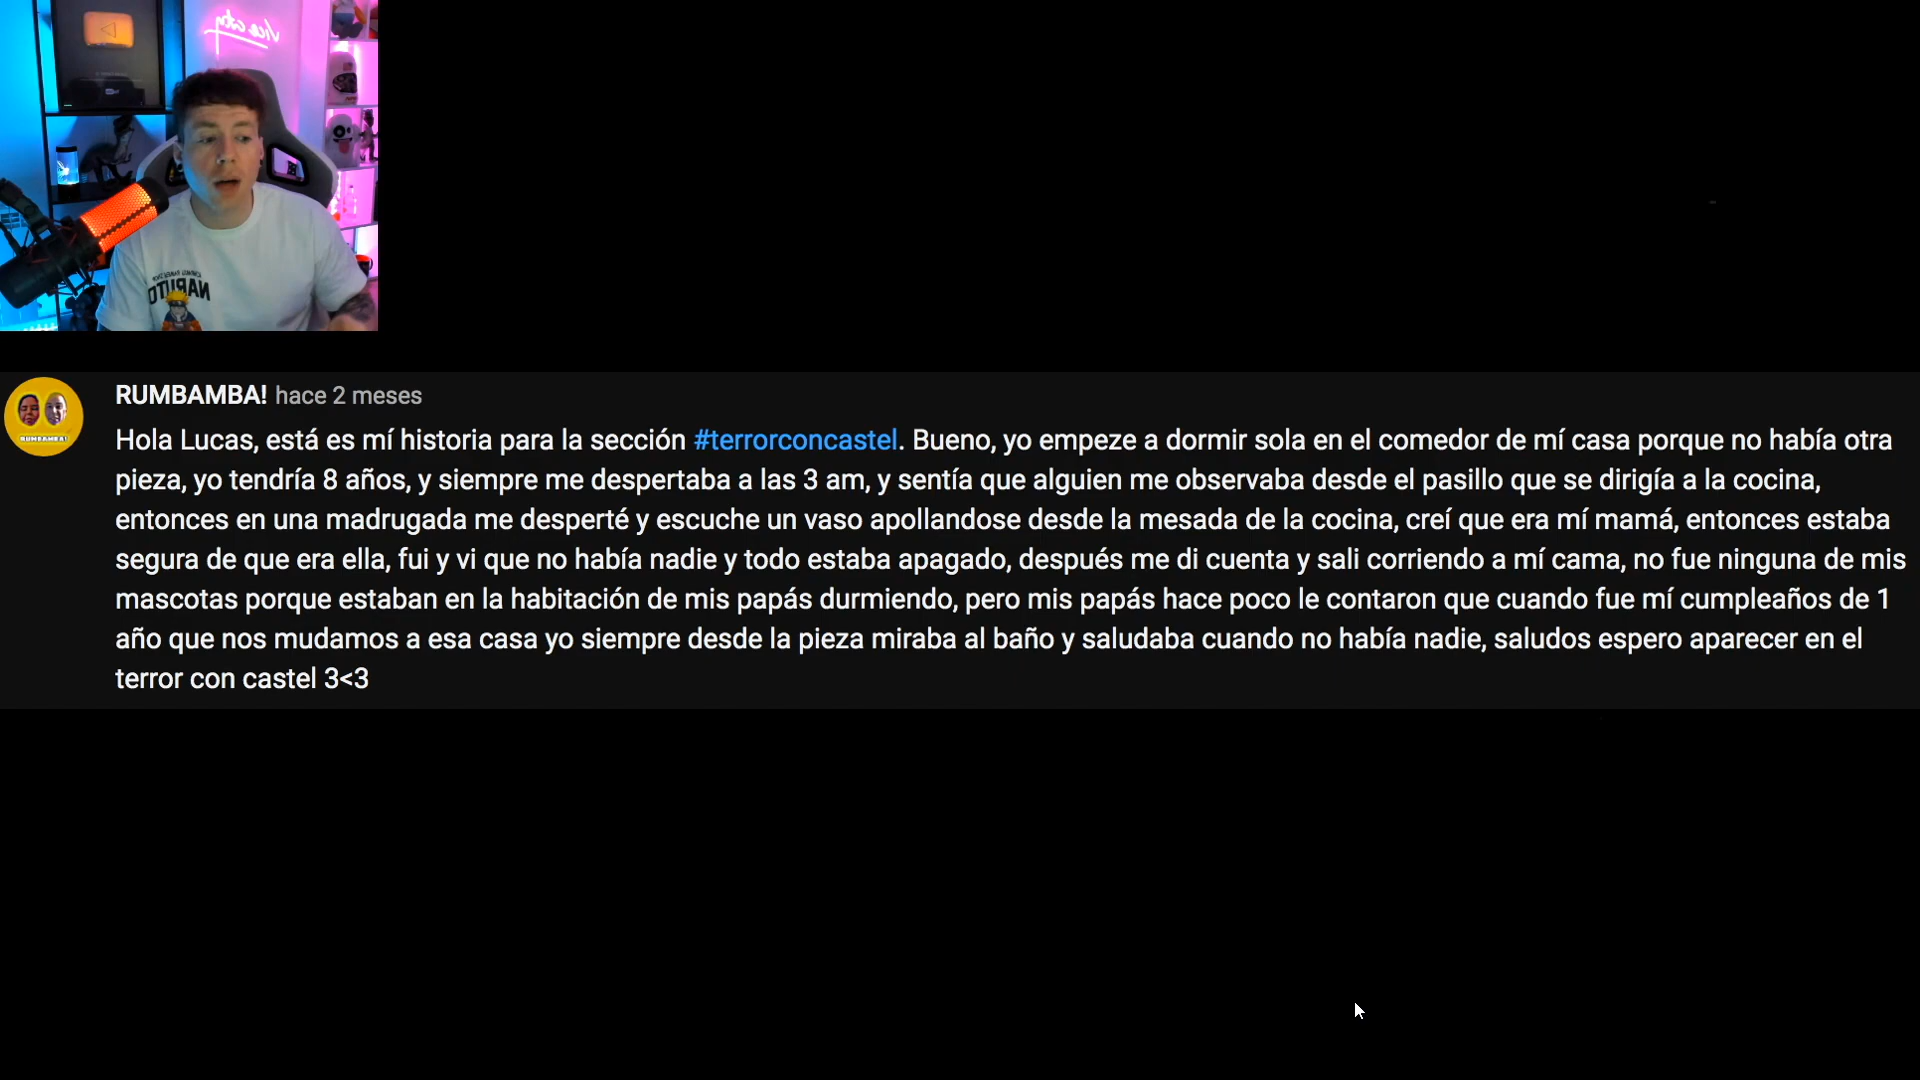 Vice city
NARUTO
RUMBAMBA! hace 2 meses
Hola Lucas, está es mí historia para la sección #terrorconcastel. Bueno, yo empeze a dormir sola en el comedor de mí casa porque no había otra
pieza, yo tendría 8 años, y siempre me despertaba a las 3 am, y sentía que alguien me observaba desde el pasillo que se dirigía a la cocina,
entonces en una madrugada me desperté y escuche un vaso apollandose desde la mesada de la cocina, creí que era mí mamá, entonces estaba
segura de que era ella, fui y vi que no había nadie y todo estaba apagado, después me di cuenta y sali corriendo a mí cama, no fue ninguna de mis
mascotas porque estaban en la habitación de mis papás durmiendo, pero mis papás hace poco le contaron que cuando fue mí cumpleaños de 1
año que nos mudamos a esa casa yo siempre desde la pieza miraba al baño y saludaba cuando no había nadie, saludos espero aparecer en el
terror con castel 3<3
RUMBAMBA!